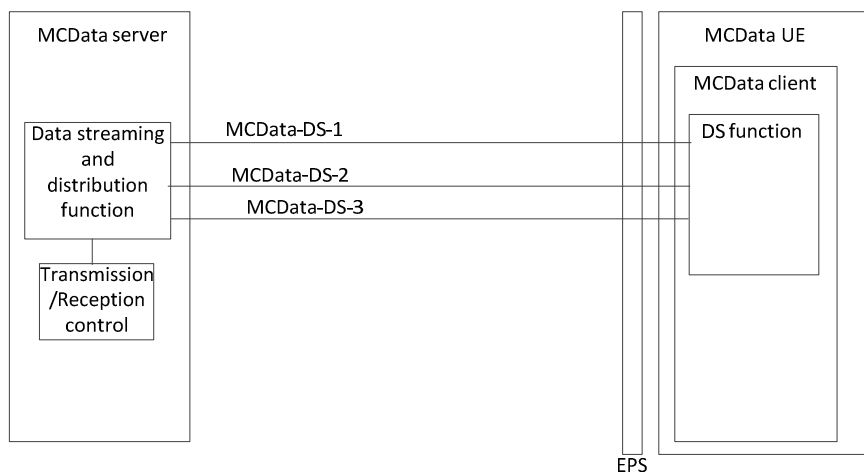 MCData server
MCData UE
MCData client
Data streaming
and
distribution
function
MCData-DS-1
MCData-DS-2
MCData-DS-3
DS function
Transmission
/Reception
control
EPS